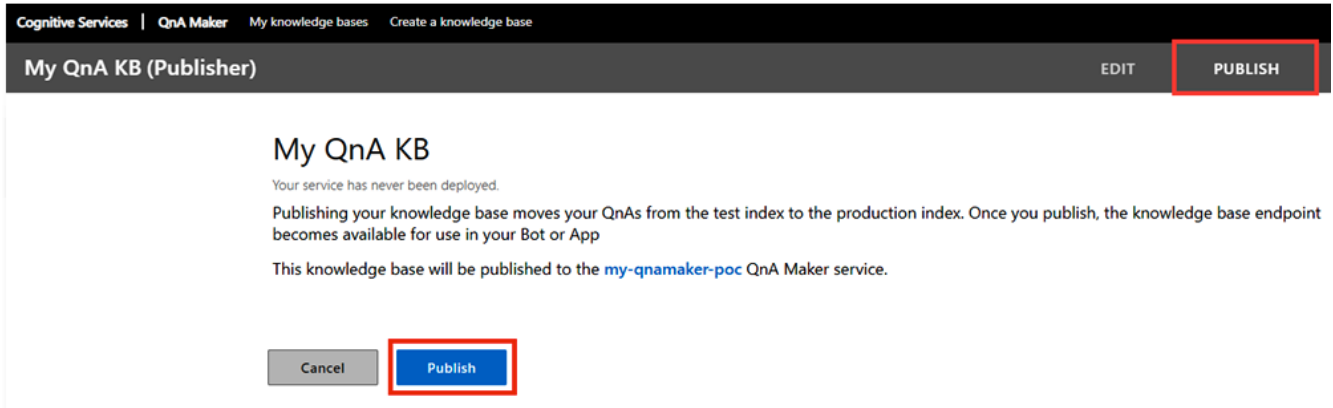 Cognitive Services | QnA Maker My knowledge bases Create a knowledge base
My QnA KB (Publisher) EDIT PUBLISH
My QnA KB
Your service has never been deployed.
Publishing your knowledge base moves your QnAs from the test index to the production index. Once you publish, the knowledge base endpoint
becomes available for use in your Bot or App
This knowledge base will be published to the my-qnamaker-poc QnA Maker service.
Cancel Publish